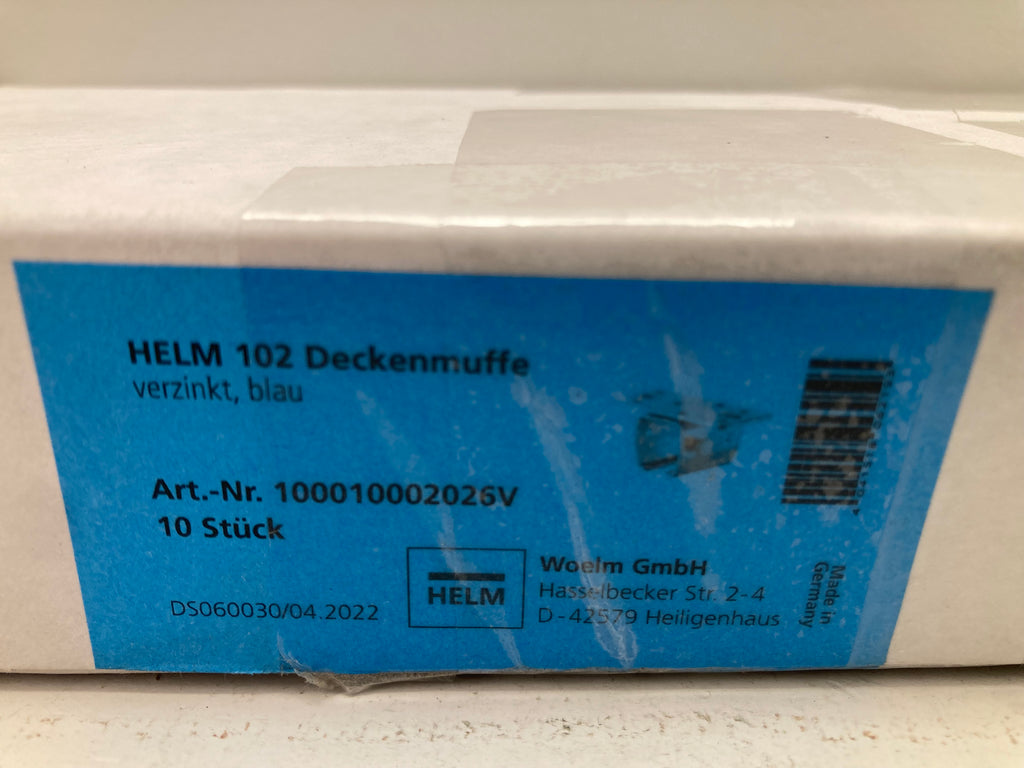 HELM 102 Deckenmuffe
verzinkt, blau
Art.-Nr. 100010002026V
10 Stück
DS060030/04.2022
HELM
Woelm GmbH
Hasselbecker Str. 2-4
D-42579 Heiligenhaus
Made in
Germany